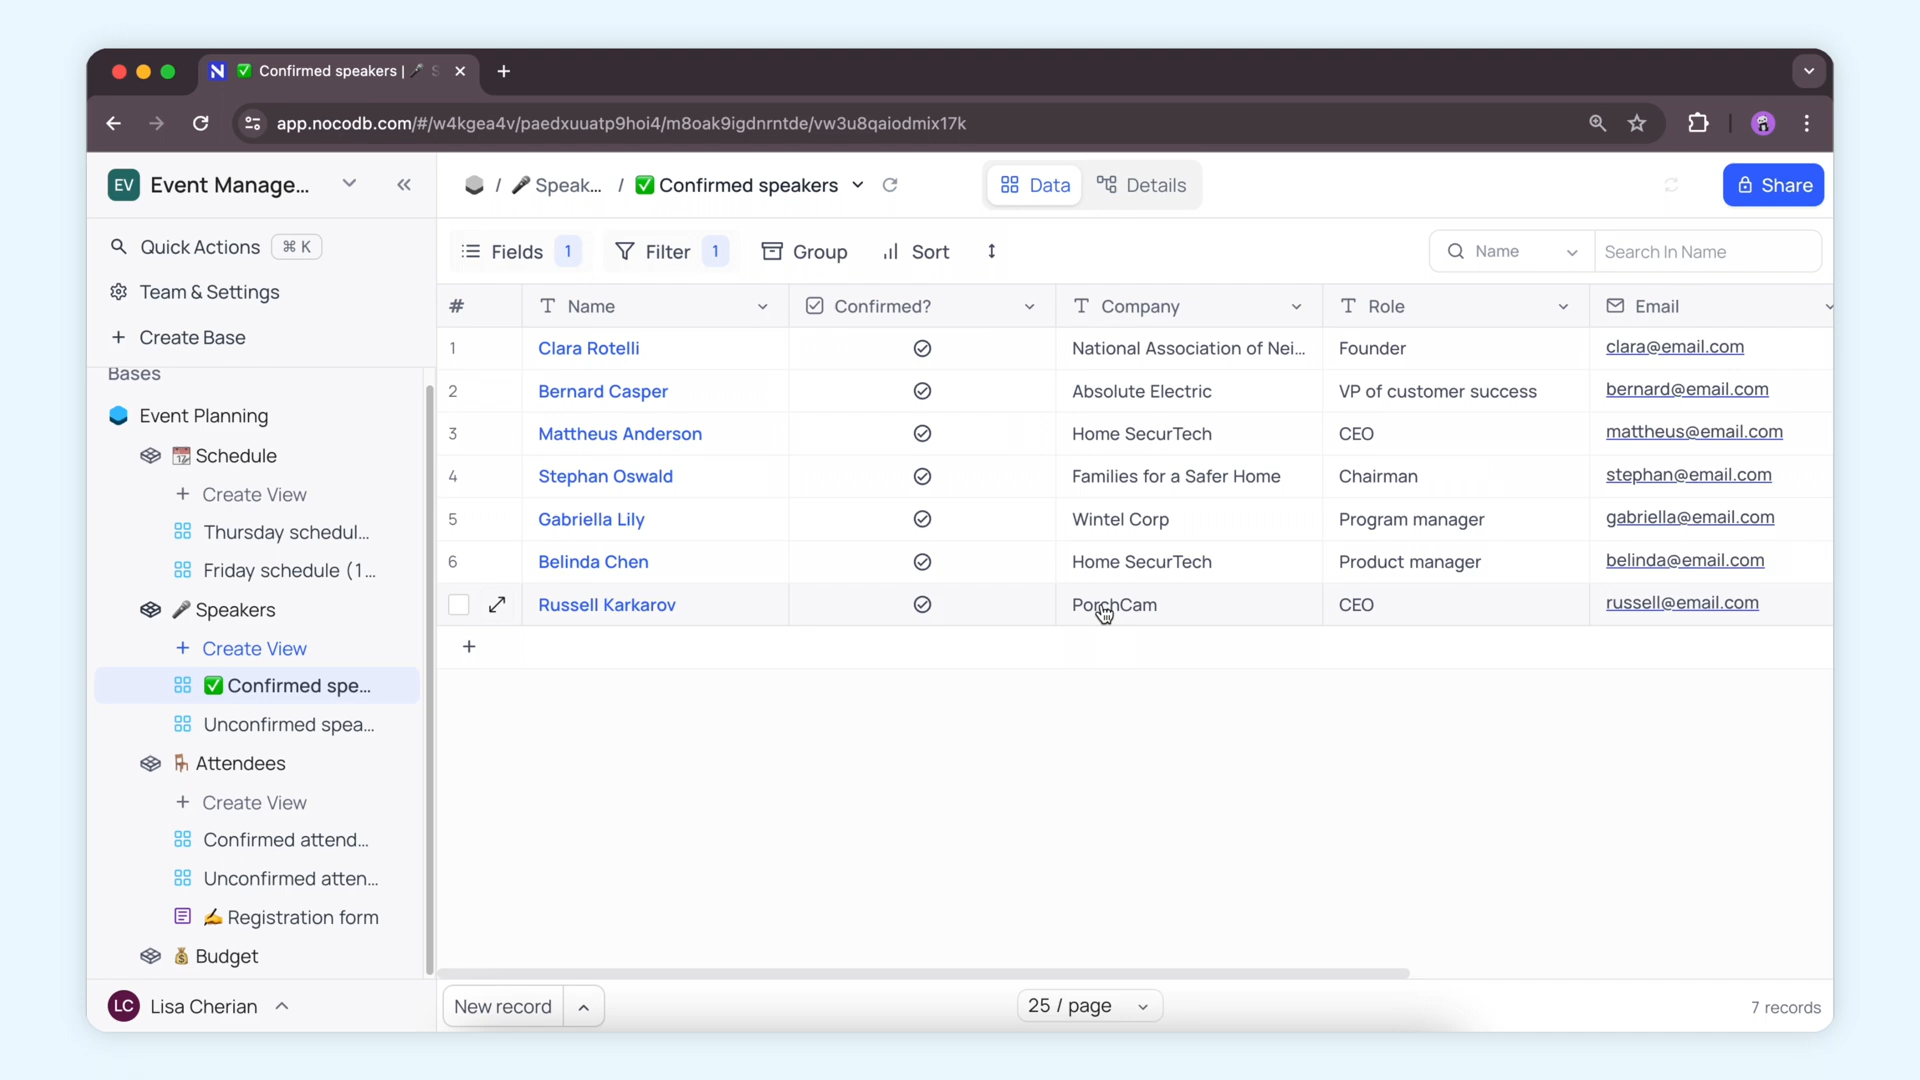 ✅ Confirmed speakers | 🎤 S
app.nocodb.com/#/w4kgea4v/paedxuuatp9hoi4/m8oak9igdnrntde/vw3u8qaiodmix17k
EV Event Manage...
/ 🎤 Speak... / ✅ Confirmed speakers
Data Details
Share
Quick Actions ⌘ K
Team & Settings
Create Base
Bases
Event Planning
📆 Schedule
+ Create View
Thursday schedul...
Friday schedule (1...
🎤 Speakers
+ Create View
✅ Confirmed spe...
Unconfirmed spea...
🪑 Attendees
+ Create View
Confirmed attend...
Unconfirmed atten...
✍️ Registration form
💰 Budget
LC Lisa Cherian
Fields 1 Filter 1 Group Sort
Name Search In Name
# Name Confirmed? Company Role Email
1 Clara Rotelli National Association of Nei... Founder clara@email.com
2 Bernard Casper Absolute Electric VP of customer success bernard@email.com
3 Mattheus Anderson Home SecurTech CEO mattheus@email.com
4 Stephan Oswald Families for a Safer Home Chairman stephan@email.com
5 Gabriella Lily Wintel Corp Program manager gabriella@email.com
6 Belinda Chen Home SecurTech Product manager belinda@email.com
Russell Karkarov PorchCam CEO russell@email.com
+
New record 25 / page 7 records